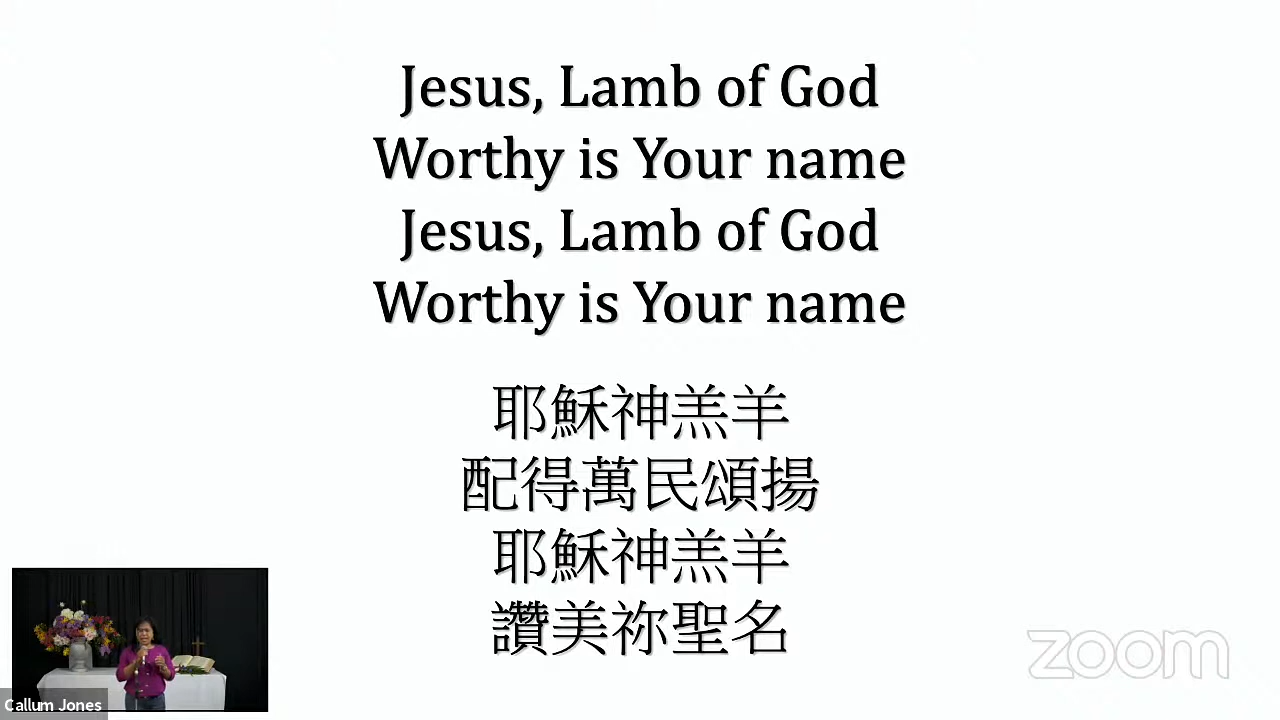 Jesus, Lamb of God
Worthy is Your name
Jesus, Lamb of God
Worthy is Your name
耶穌神羔羊
配得萬民頌揚
耶穌神羔羊
讚美祢聖名
zoom
Callum Jones